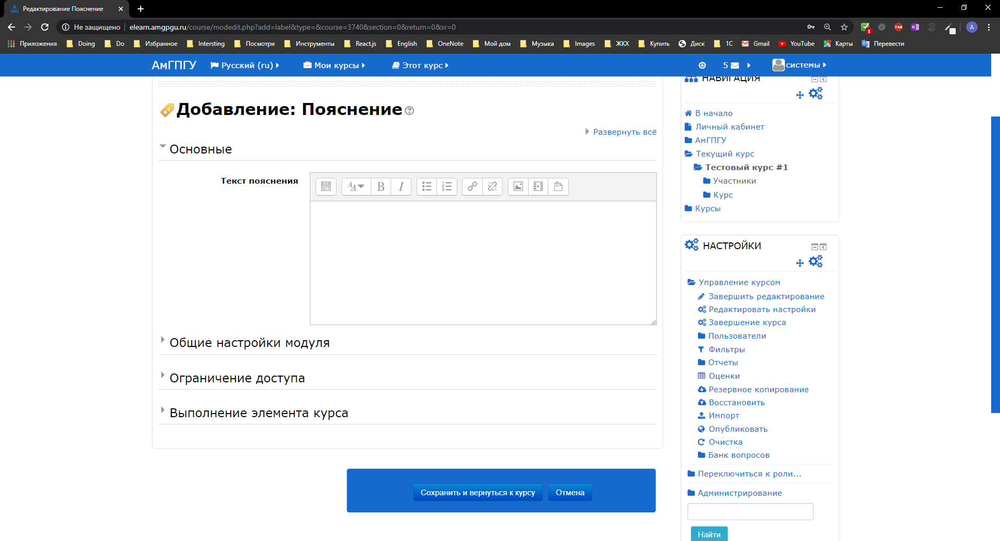 Редактирование Пояснение
Не защищено elearn.amgpgu.ru/course/modedit.php?add=label&type=&course=3740&section=0&return=0&sr=0
1 YAB N A
Приложения Doing Do Избранное Intersting Посмотри Инструменты React.js English OneNote Мой дом Музыка Images ЖКХ Купить Диск 1C Gmail YouTube Карты Перевести
АмГПГУ Русский (ru) Мои курсы Этот курс 5 системы
НАВИГАЦИЯ
В начало
Личный кабинет
АмГПГУ
Текущий курс
Тестовый курс #1
Участники
Курс
Курсы
Добавление: Пояснение
Развернуть всё
Основные
Текст пояснения
Общие настройки модуля
Ограничение доступа
Выполнение элемента курса
Сохранить и вернуться к курсу Отмена
НАСТРОЙКИ
Управление курсом
Завершить редактирование
Редактировать настройки
Завершение курса
Пользователи
Фильтры
Отчеты
Оценки
Резервное копирование
Восстановить
Импорт
Опубликовать
Очистка
Банк вопросов
Переключиться к роли...
Администрирование
Найти